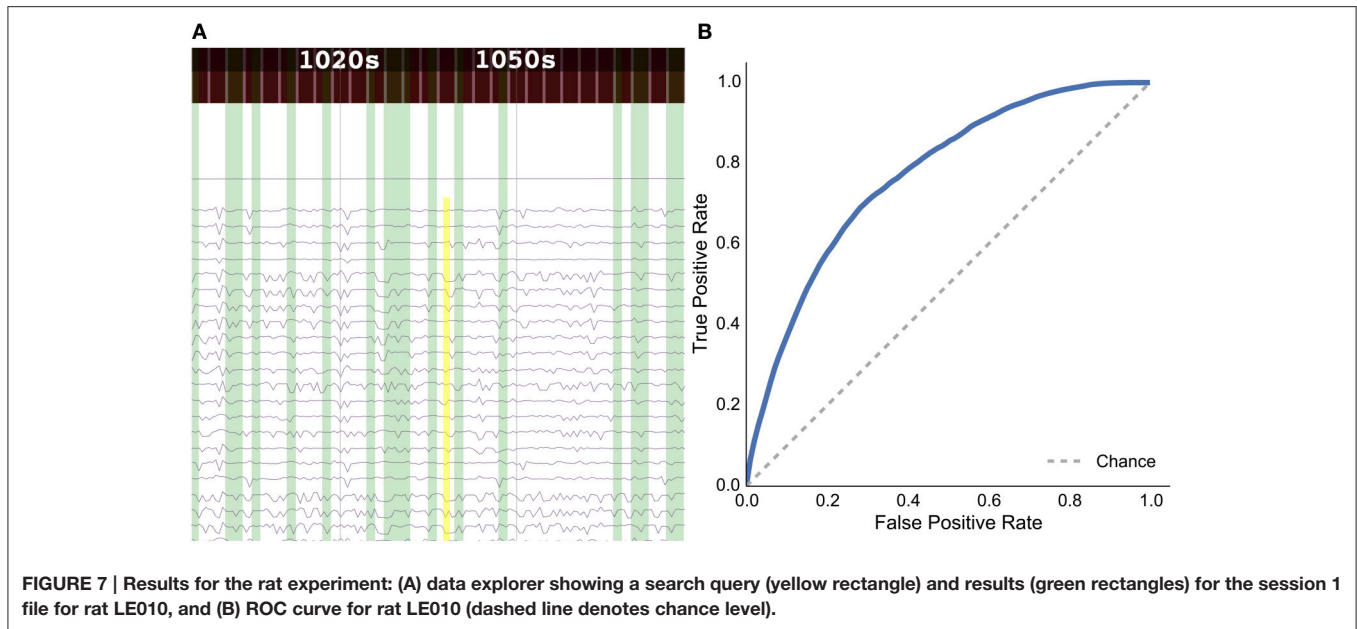 A
1020s 1050s
B
1.0
0.8
0.6
0.4
0.2
0.0
True Positive Rate
0.0 0.2 0.4 0.6 0.8 1.0
False Positive Rate
Chance
FIGURE 7 | Results for the rat experiment: (A) data explorer showing a search query (yellow rectangle) and results (green rectangles) for the session 1
file for rat LE010, and (B) ROC curve for rat LE010 (dashed line denotes chance level).